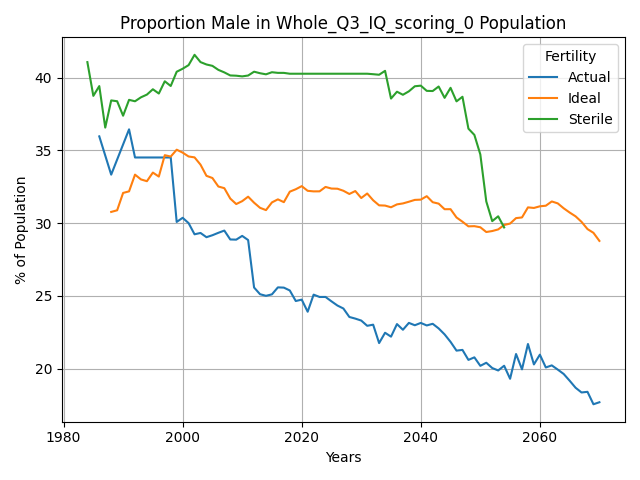 Proportion Male in Whole_Q3_IQ_scoring_0 Population
Fertility
Actual
Ideal
Sterile
% of Population
40
35
30
25
20
1980
2000
2020
2040
2060
Years